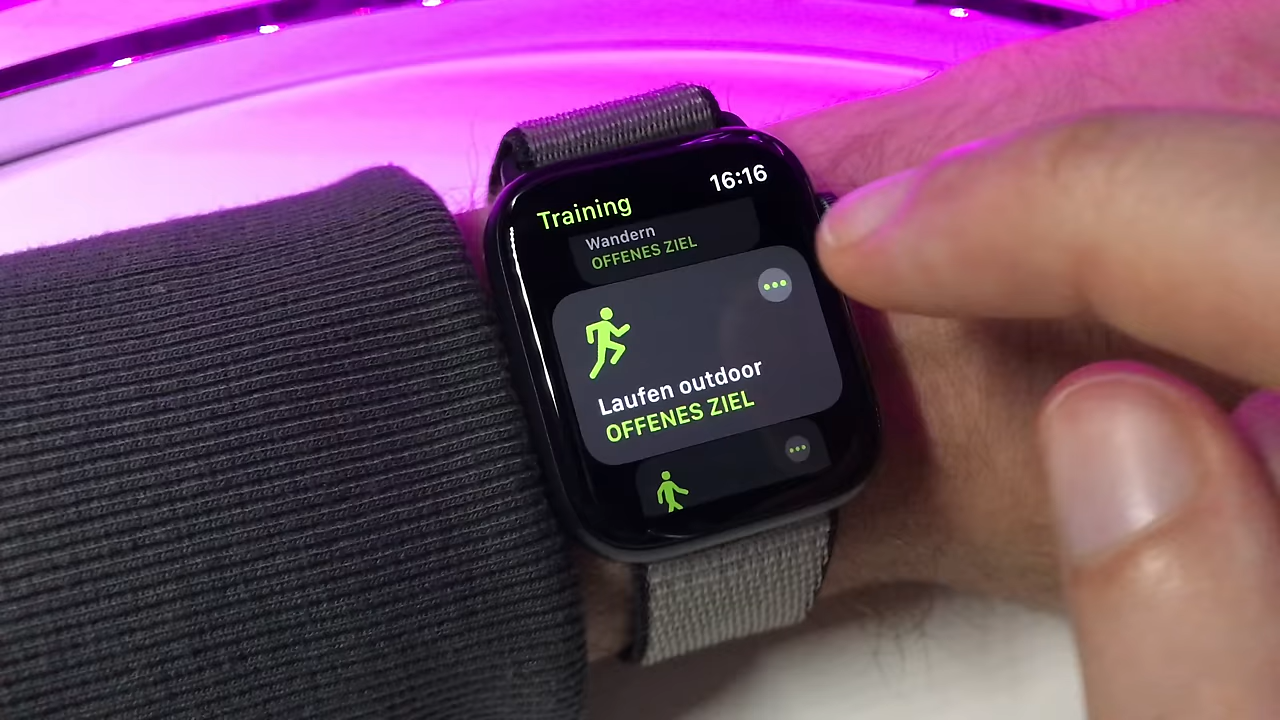 16:16
Training
Wandern
OFFENES ZIEL
Laufen outdoor
OFFENES ZIEL